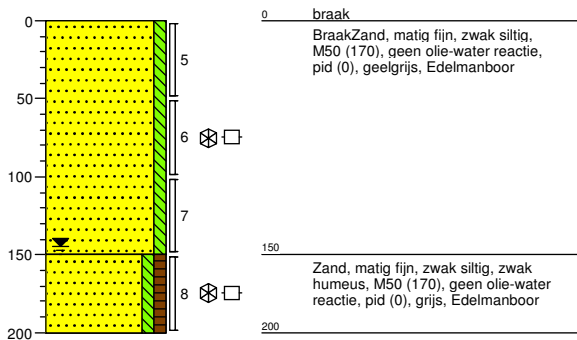 0
50
100
150
200
5
6
7
8
0
braak
BraakZand, matig fijn, zwak siltig,
M50 (170), geen olie-water reactie,
pid (0), geelgrijs, Edelmanboor
150
Zand, matig fijn, zwak siltig, zwak
humeus, M50 (170), geen olie-water
reactie, pid (0), grijs, Edelmanboor
200